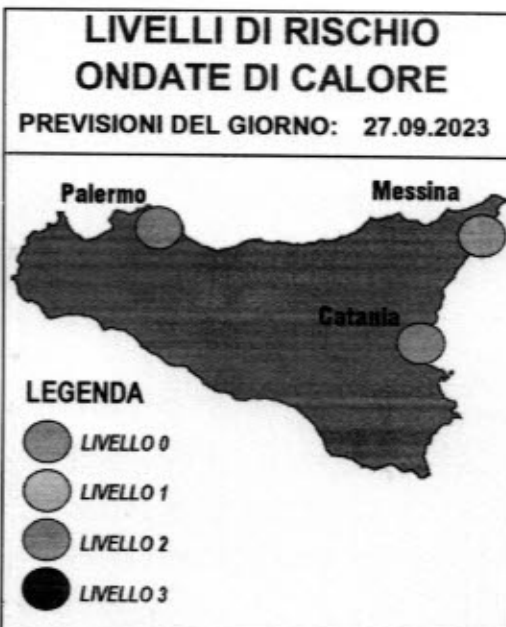 LIVELLI DI RISCHIO
ONDATE DI CALORE
PREVISIONI DEL GIORNO: 27.09.2023
Palermo
Messina
Catania
LEGENDA
LIVELLO 0
LIVELLO 1
LIVELLO 2
LIVELLO 3